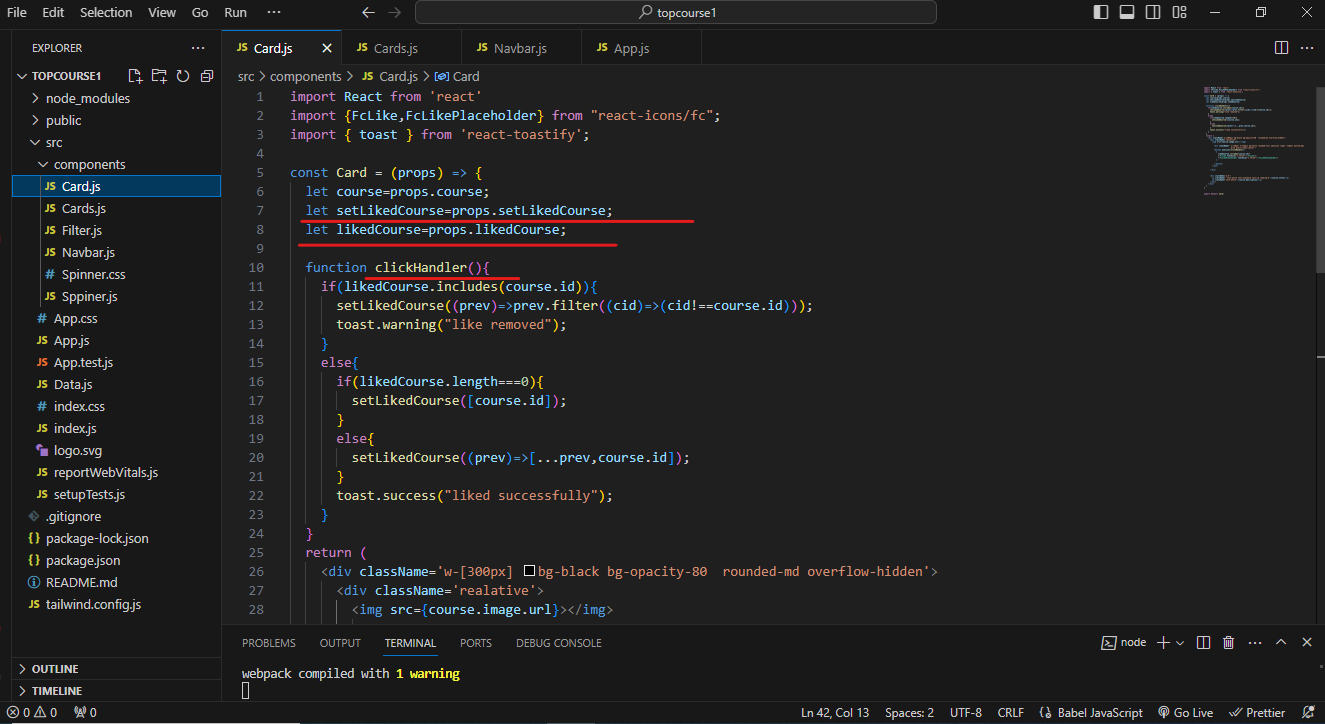 File Edit Selection View Go Run ··· topcourse1
EXPLORER ···
TOPCOURSE1
node_modules
public
src
components
Card.js
Cards.js
Filter.js
Navbar.js
Spinner.css
Sppiner.js
App.css
App.js
App.test.js
Data.js
index.css
index.js
logo.svg
reportWebVitals.js
setupTests.js
.gitignore
package-lock.json
package.json
README.md
tailwind.config.js
OUTLINE
TIMELINE
JS Card.js JS Cards.js JS Navbar.js JS App.js
src > components > JS Card.js > Card
1 import React from 'react'
2 import {FcLike,FcLikePlaceholder} from "react-icons/fc";
3 import { toast } from 'react-toastify';
4
5 const Card = (props) => {
6 let course=props.course;
7 let setLikedCourse=props.setLikedCourse;
8 let likedCourse=props.likedCourse;
9
10 function clickHandler(){
11 if(likedCourse.includes(course.id)){
12 setLikedCourse((prev)=>prev.filter((cid)=>(cid!==course.id)));
13 toast.warning("like removed");
14 }
15 else{
16 if(likedCourse.length===0){
17 setLikedCourse([course.id]);
18 }
19 else{
20 setLikedCourse((prev)=>[...prev,course.id]);
21 }
22 toast.success("liked successfully");
23 }
24 }
25 return (
26 <div className='w-[300px] bg-black bg-opacity-80  rounded-md overflow-hidden'>
27 <div className='realative'>
28 <img src={course.image.url}></img>
PROBLEMS OUTPUT TERMINAL PORTS DEBUG CONSOLE node
webpack compiled with 1 warning
0 0 0 Ln 42, Col 13 Spaces: 2 UTF-8 CRLF {} Babel JavaScript Go Live Prettier